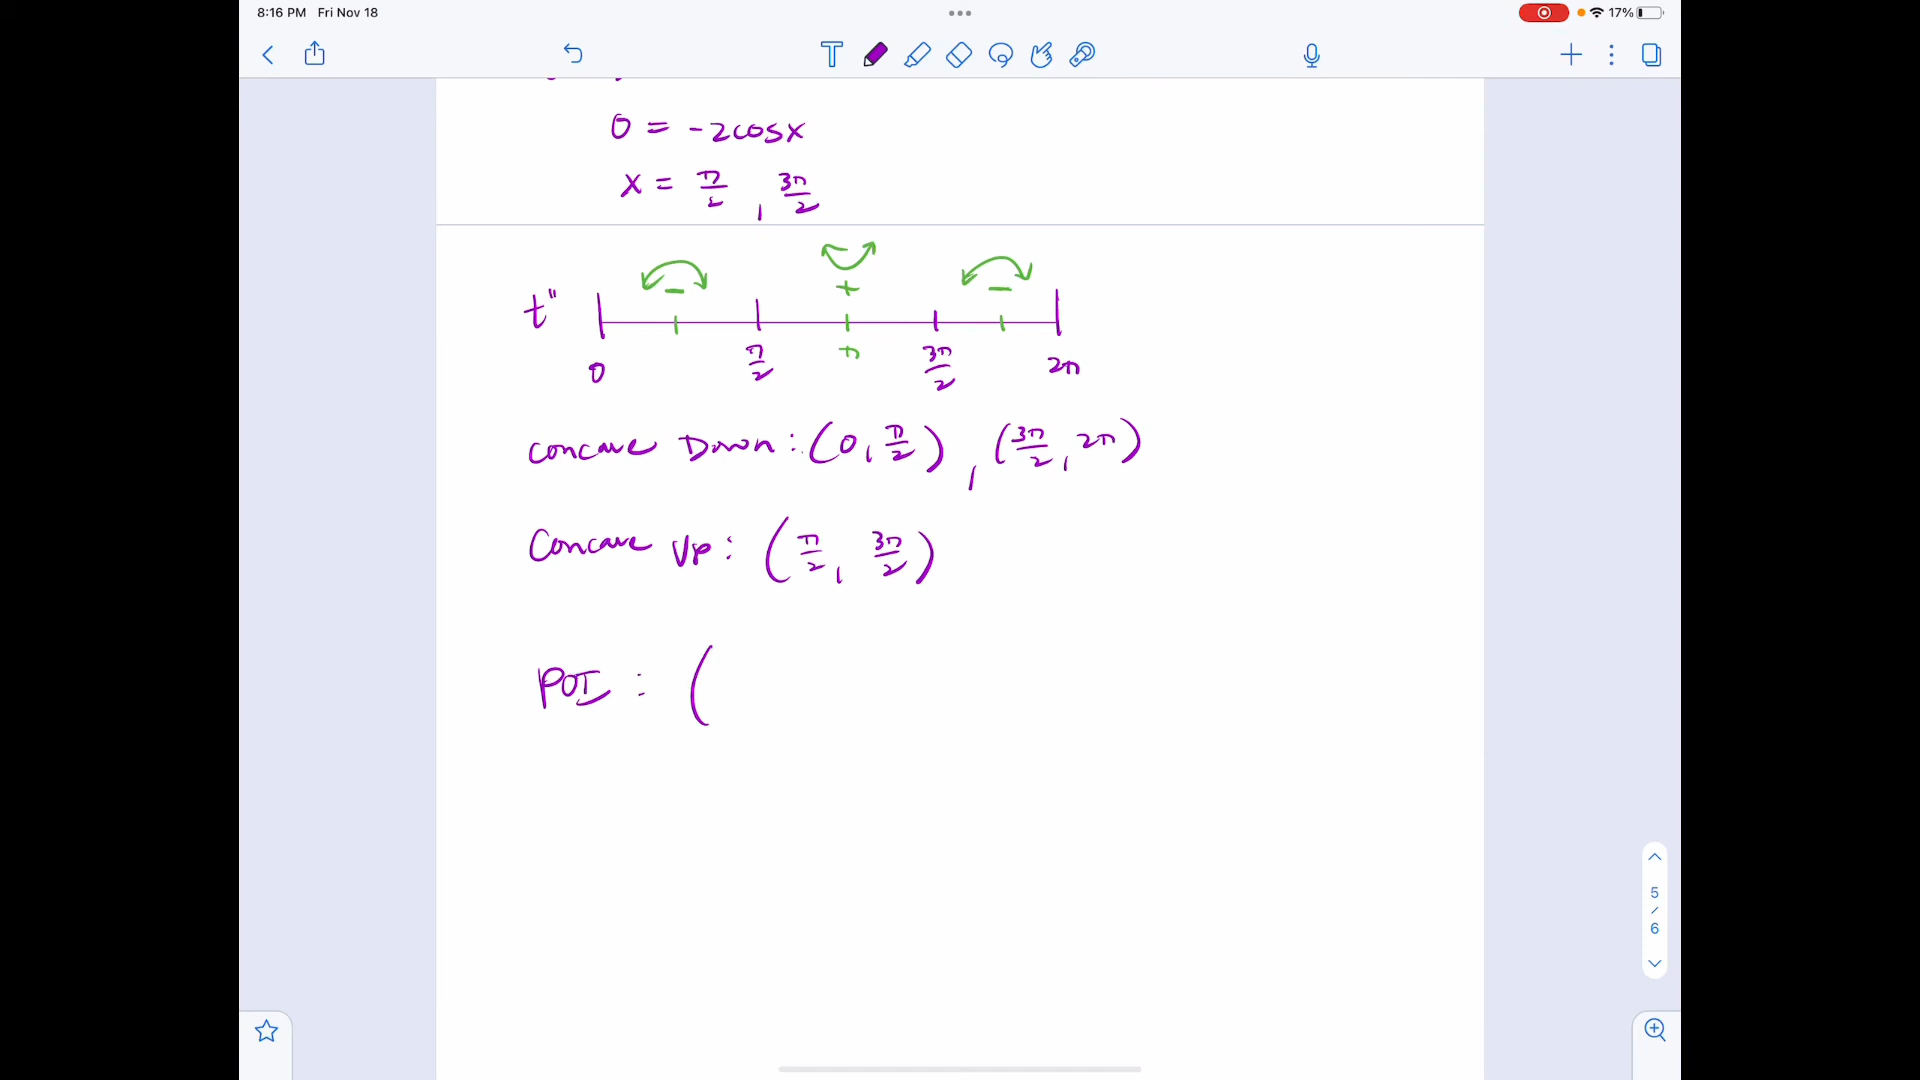 8:16 PM Fri Nov 18
17%
T
0 = -2cosx
x = π/2 , 3π/2
- + -
t"
π
0 π/2 3π/2 2π
concave Down: (0, π/2) , (3π/2, 2π)
Concave Up: (π/2, 3π/2)
POI : (
5
/
6